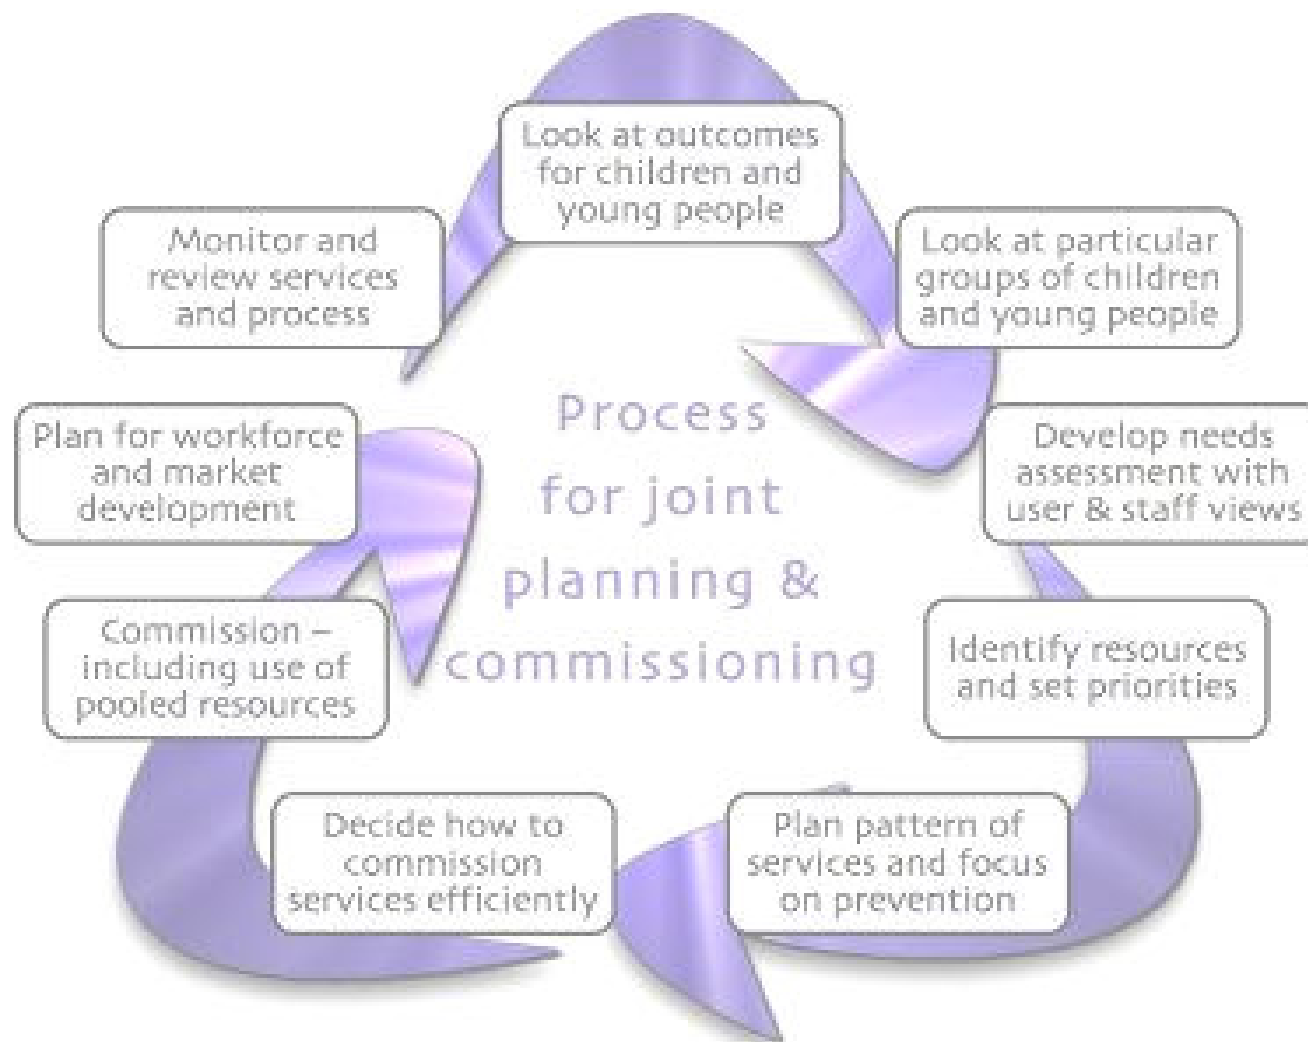 Look at outcomes
for children and
young people
Look at particular
groups of children
and young people
Develop needs
assessment with
user & staff views
Identify resources
and set priorities
Plan pattern of
services and focus
on prevention
Decide how to
commission
services efficiently
Commission –
including use of
pooled resources
Plan for workforce
and market
development
Monitor and
review services
and process
Process
for joint
planning &
commissioning